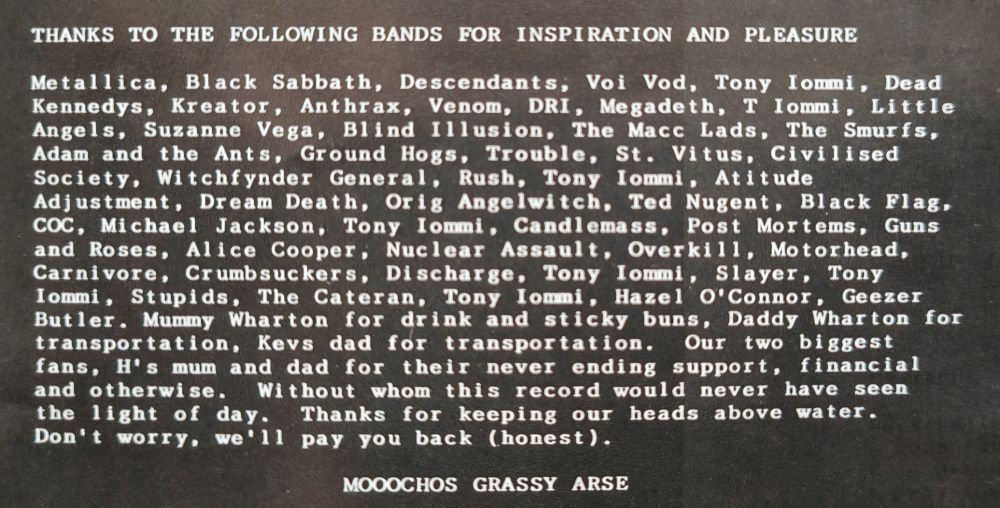 THANKS TO THE FOLLOWING BANDS FOR INSPIRATION AND PLEASURE
Metallica, Black Sabbath, Descendants, Voi Vod, Tony Iommi, Dead
Kennedys, Kreator, Anthrax, Venom, DRI, Megadeth, T Iommi, Little
Angels, Suzanne Vega, Blind Illusion, The Macc Lads, The Smurfs,
Adam and the Ants, Ground Hogs, Trouble, St. Vitus, Civilised
Society, Witchfynder General, Rush, Tony Iommi, Atitude
Adjustment, Dream Death, Orig Angelwitch, Ted Nugent, Black Flag,
COC, Michael Jackson, Tony Iommi, Candlemass, Post Mortems, Guns
and Roses, Alice Cooper, Nuclear Assault, Overkill, Motorhead,
Carnivore, Crumbsuckers, Discharge, Tony Iommi, Slayer, Tony
Iommi, Stupids, The Cateran, Tony Iommi, Hazel O'Connor, Geezer
Butler. Mummy Wharton for drink and sticky buns, Daddy Wharton for
transportation, Kevs dad for transportation. Our two biggest
fans, H's mum and dad for their never ending support, financial
and otherwise. Without whom this record would never have seen
the light of day. Thanks for keeping our heads above water.
Don't worry, we'll pay you back (honest).
MOOOCHOS GRASSY ARSE